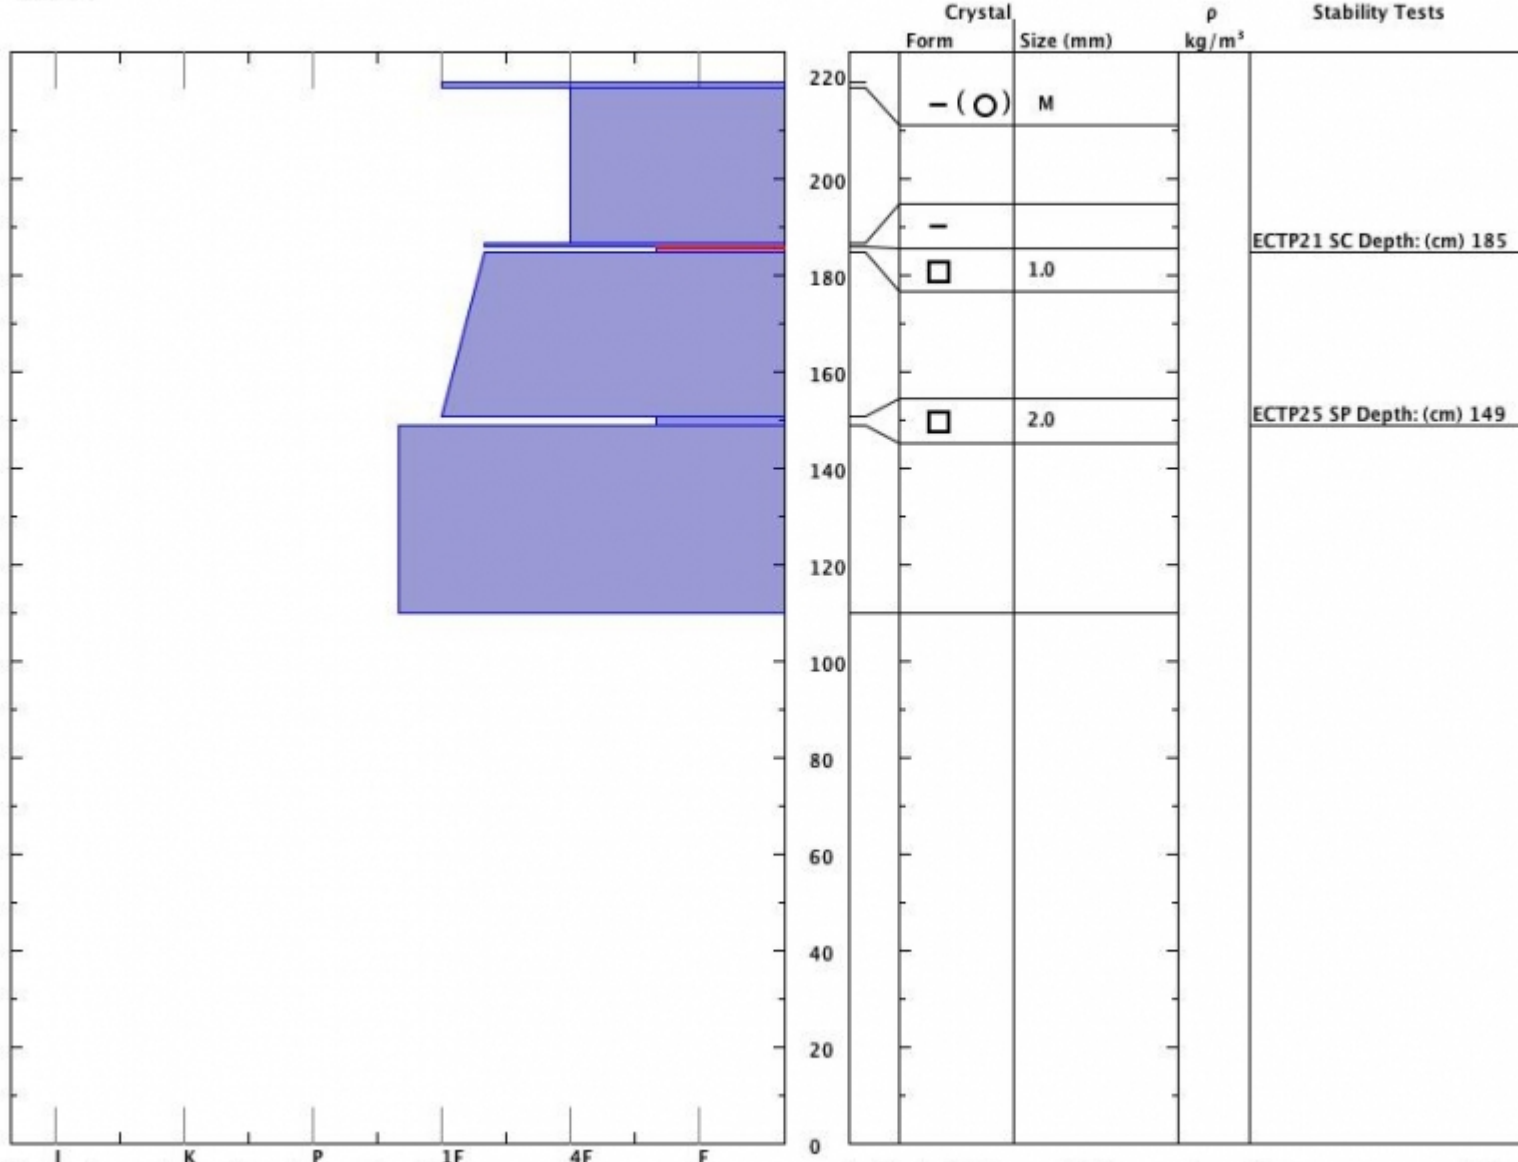 Crystal ρ Stability Tests
Form Size (mm) kg/m³
220
– (○) M
200
–
ECTP21 SC Depth: (cm) 185
180
1.0
160
ECTP25 SP Depth: (cm) 149
2.0
140
120
100
80
60
40
20
0
I K P 1F 4F F